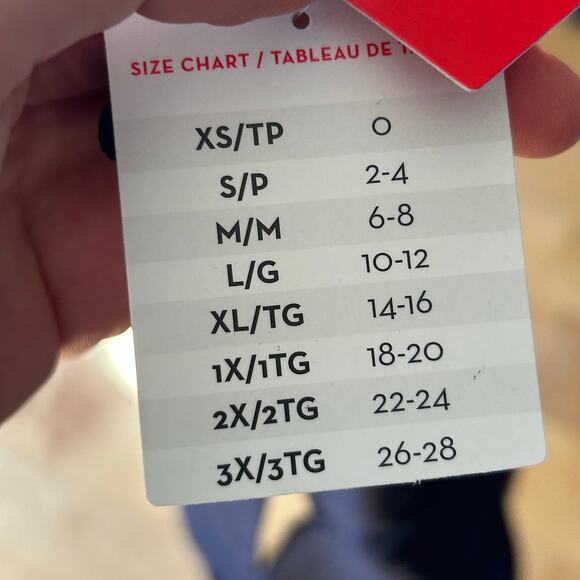 SIZE CHART / TABLEAU DE
XS/TP 0
S/P 2-4
M/M 6-8
L/G 10-12
XL/TG 14-16
1X/1TG 18-20
2X/2TG 22-24
3X/3TG 26-28